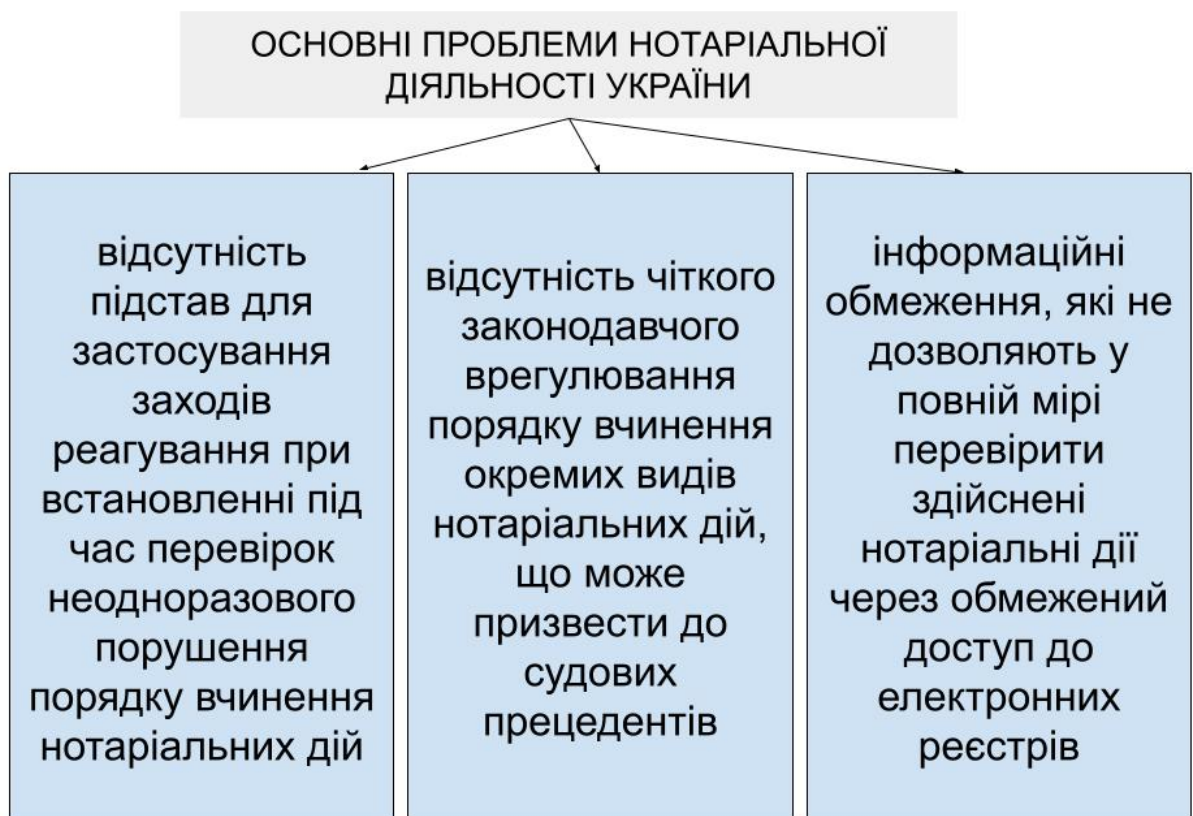 ОСНОВНІ ПРОБЛЕМИ НОТАРІАЛЬНОЇ
ДІЯЛЬНОСТІ УКРАЇНИ
відсутність
підстав для
застосування
заходів
реагування при
встановленні під
час перевірок
неодноразового
порушення
порядку вчинення
нотаріальних дій
відсутність чіткого
законодавчого
врегулювання
порядку вчинення
окремих видів
нотаріальних дій,
що може
призвести до
судових
прецедентів
інформаційні
обмеження, які не
дозволяють у
повній мірі
перевірити
здійснені
нотаріальні дії
через обмежений
доступ до
електронних
реєстрів